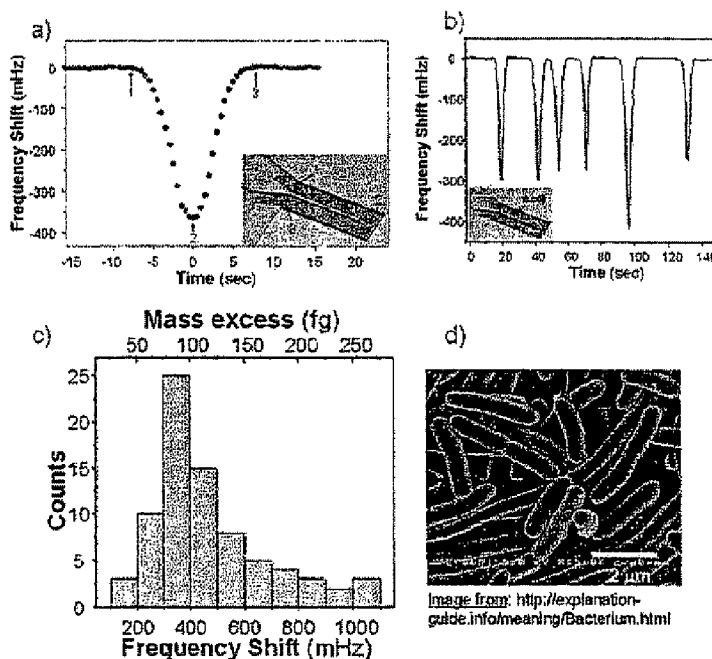 a)
Frequency Shift (mHz)
0
-100
-200
-300
-400
1
2
3
-15 -10 -5 0 5 10 15 20
Time (sec)
b)
Frequency Shift (mHz)
0
-100
-200
-300
-400
0 20 40 60 80 100 120 140
Time (sec)
c)
Mass excess (fg)
50 100 150 200 250
Counts
25
20
15
10
5
0
200 400 600 800 1000
Frequency Shift (mHz)
d)
2 µm
Image from: http://explanation-
guide.info/meaning/Bacterium.html